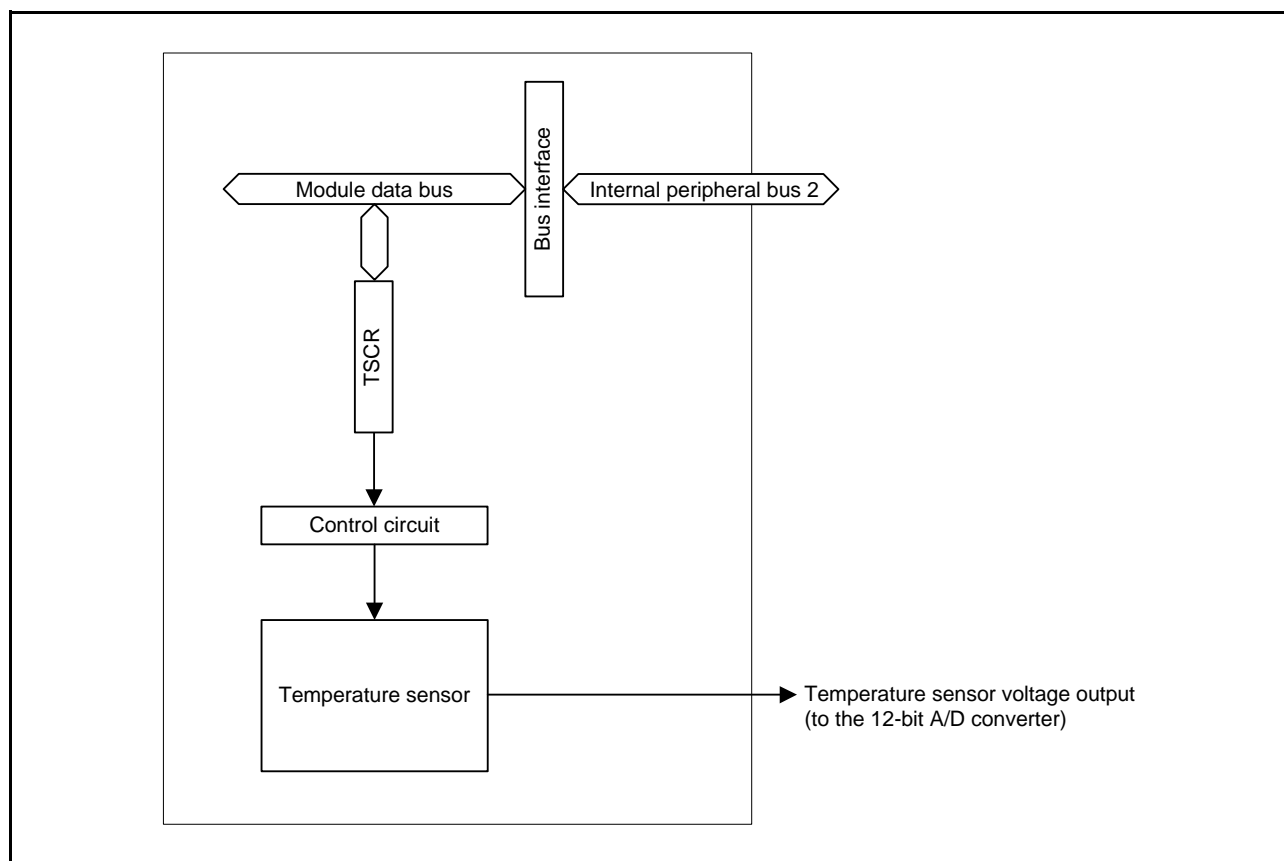 Bus interface
Module data bus
Internal peripheral bus 2
TSCR
Control circuit
Temperature sensor
Temperature sensor voltage output
(to the 12-bit A/D converter)